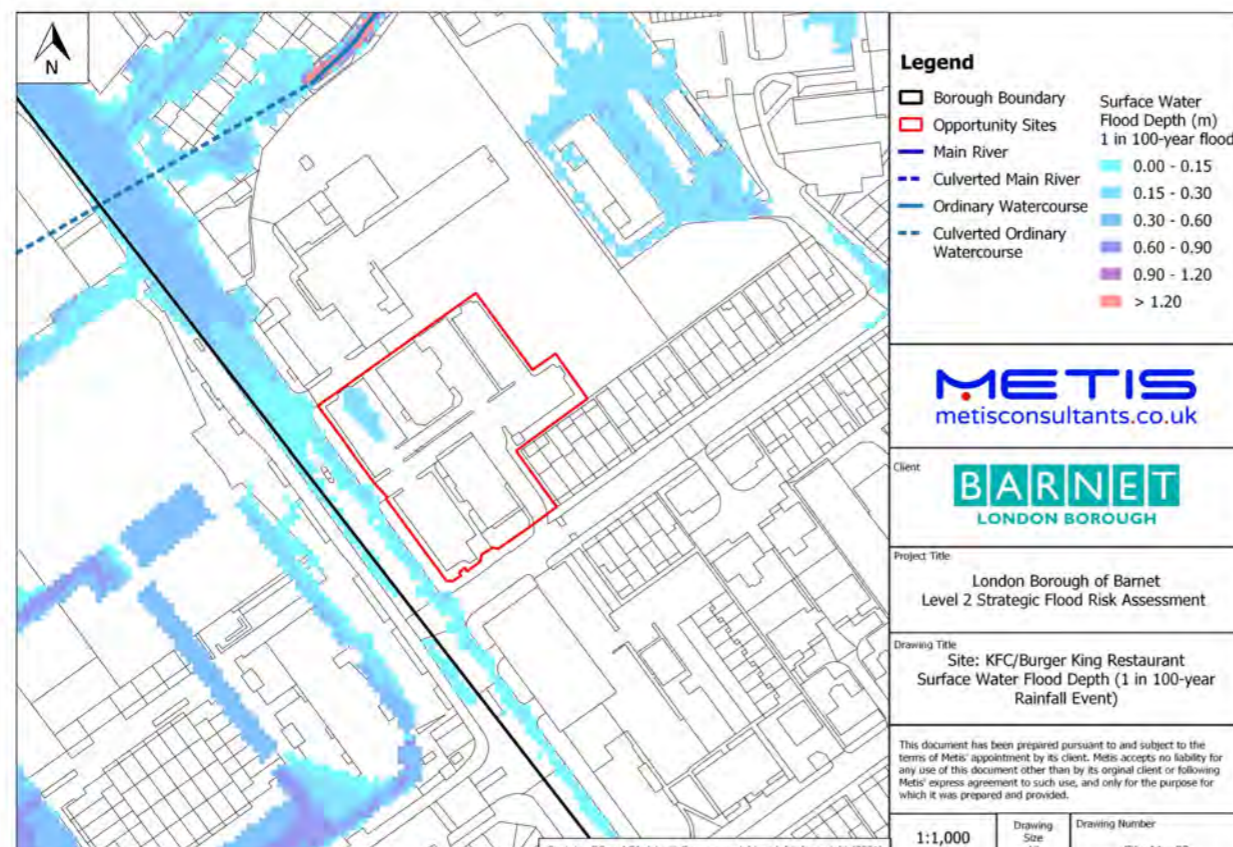 N
Legend
Borough Boundary
Opportunity Sites
Main River
Culverted Main River
Ordinary Watercourse
Culverted Ordinary
Watercourse
Surface Water
Flood Depth (m)
1 in 100-year flood
0.00 - 0.15
0.15 - 0.30
0.30 - 0.60
0.60 - 0.90
0.90 - 1.20
> 1.20
METIS
metisconsultants.co.uk
Client
BARNET
LONDON BOROUGH
Project Title
London Borough of Barnet
Level 2 Strategic Flood Risk Assessment
Drawing Title
Site: KFC/Burger King Restaurant
Surface Water Flood Depth (1 in 100-year
Rainfall Event)
This document has been prepared pursuant to and subject to the
terms of Metis' appointment by its client. Metis accepts no liability for
any use of this document other than by its orginal client or following
Metis' express agreement to such use, and only for the purpose for
which it was prepared and provided.
1:1,000
Drawing
Size
Drawing Number